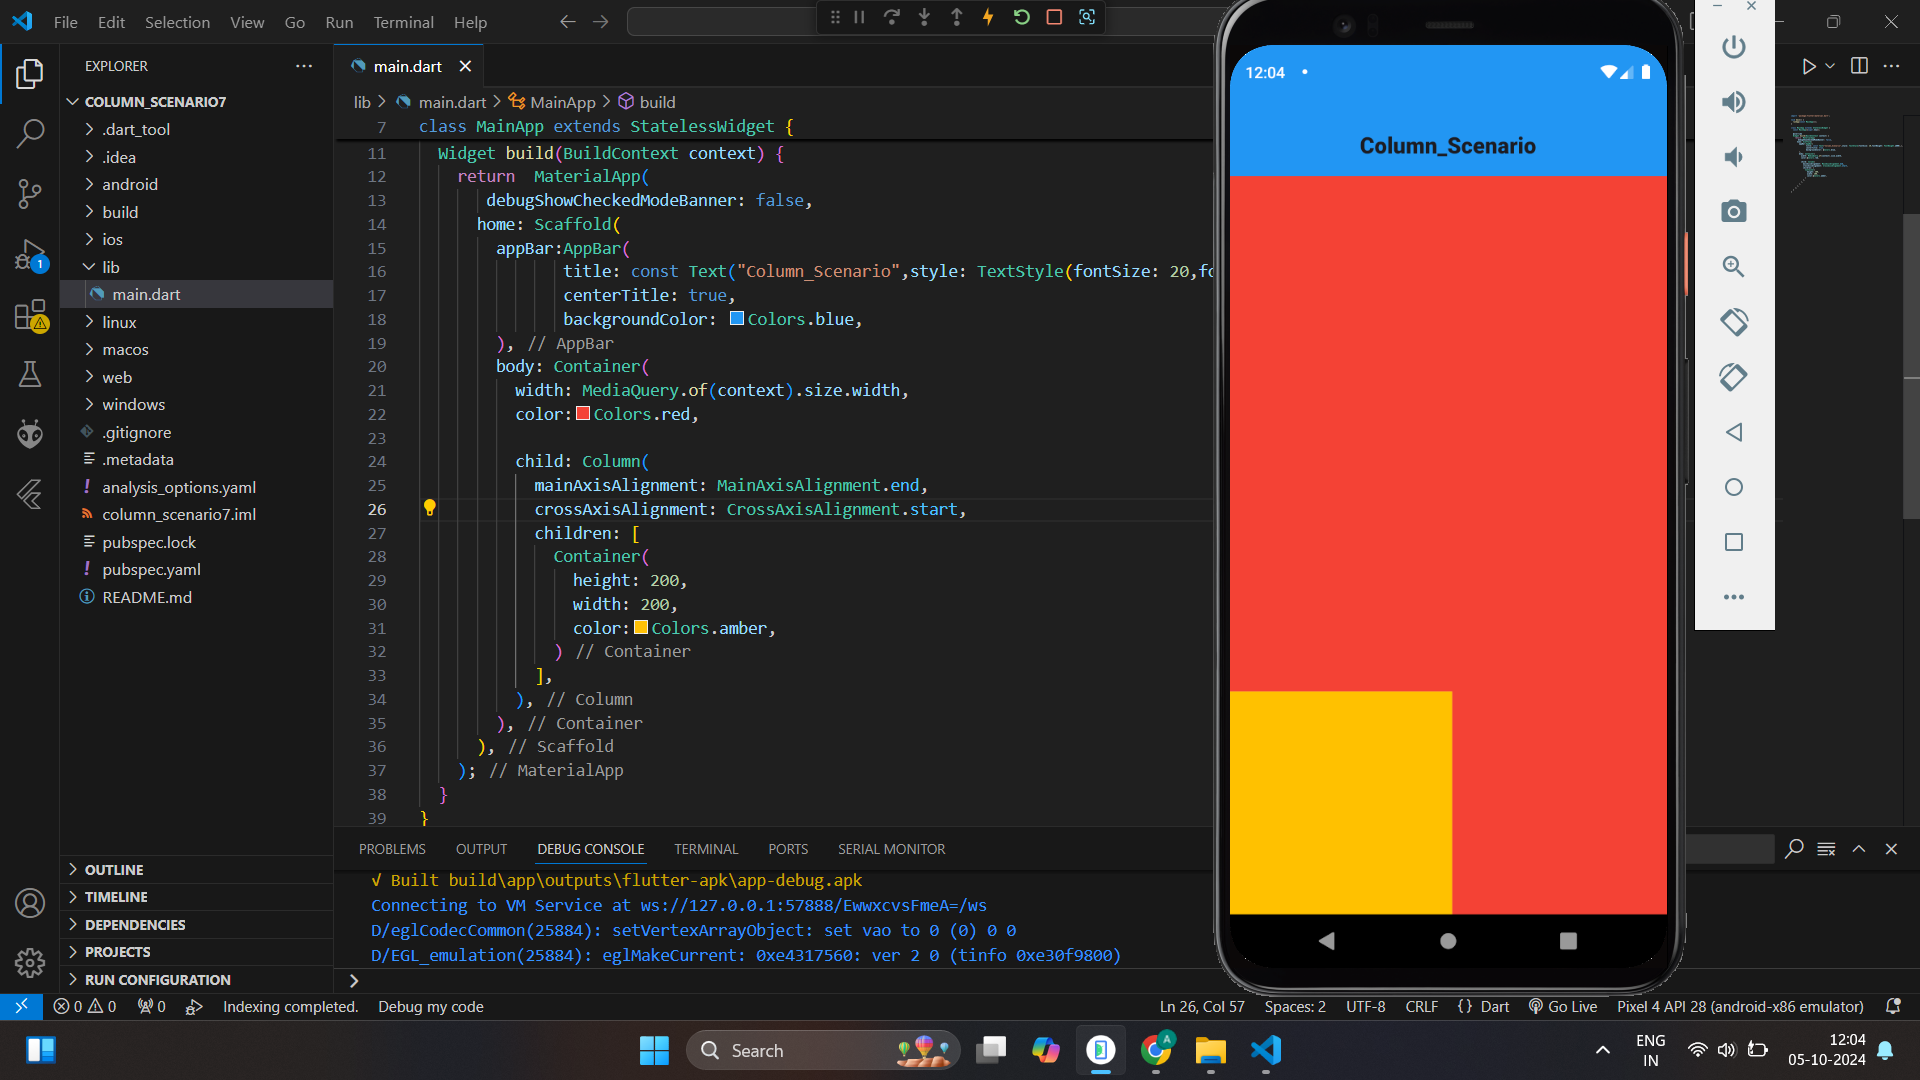 File Edit Selection View Go Run Terminal Help
EXPLORER
COLUMN_SCENARIO7
.dart_tool
.idea
android
build
ios
lib
main.dart
linux
macos
web
windows
.gitignore
.metadata
! analysis_options.yaml
column_scenario7.iml
pubspec.lock
! pubspec.yaml
README.md
OUTLINE
TIMELINE
DEPENDENCIES
PROJECTS
RUN CONFIGURATION
1
main.dart
lib > main.dart > MainApp > build
7 class MainApp extends StatelessWidget {
11 Widget build(BuildContext context) {
12 return  MaterialApp(
13 debugShowCheckedModeBanner: false,
14 home: Scaffold(
15 appBar:AppBar(
16 title: const Text("Column_Scenario",style: TextStyle(fontSize: 20,fo
17 centerTitle: true,
18 backgroundColor: Colors.blue,
19 ), // AppBar
20 body: Container(
21 width: MediaQuery.of(context).size.width,
22 color: Colors.red,
23
24 child: Column(
25 mainAxisAlignment: MainAxisAlignment.end,
26 crossAxisAlignment: CrossAxisAlignment.start,
27 children: [
28 Container(
29 height: 200,
30 width: 200,
31 color: Colors.amber,
32 ) // Container
33 ],
34 ), // Column
35 ), // Container
36 ), // Scaffold
37 ); // MaterialApp
38 }
39 }
PROBLEMS OUTPUT DEBUG CONSOLE TERMINAL PORTS SERIAL MONITOR
√ Built build\app\outputs\flutter-apk\app-debug.apk
Connecting to VM Service at ws://127.0.0.1:57888/EwwxcvsFmeA=/ws
D/eglCodecCommon(25884): setVertexArrayObject: set vao to 0 (0) 0 0
D/EGL_emulation(25884): eglMakeCurrent: 0xe4317560: ver 2 0 (tinfo 0xe30f9800)
12:04
Column_Scenario
0 0 0 Indexing completed. Debug my code
Ln 26, Col 57 Spaces: 2 UTF-8 CRLF {} Dart Go Live Pixel 4 API 28 (android-x86 emulator)
Search
A
ENG
IN
12:04
05-10-2024